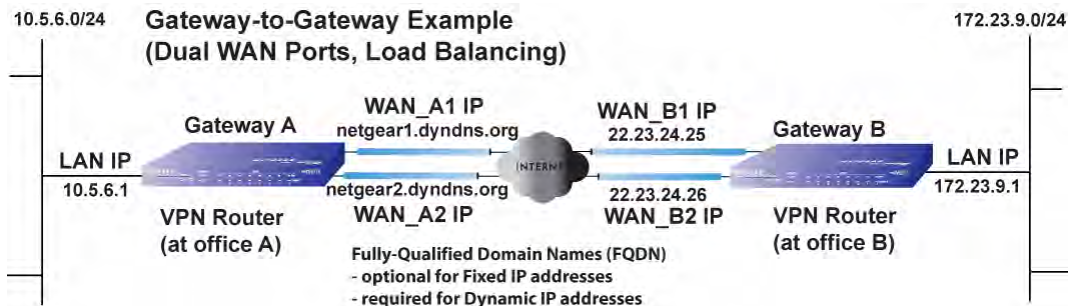 10.5.6.0/24
Gateway-to-Gateway Example
(Dual WAN Ports, Load Balancing)
172.23.9.0/24
WAN_A1 IP
netgear1.dyndns.org
WAN_B1 IP
22.23.24.25
Gateway A
Gateway B
LAN IP
10.5.6.1
INTERNET
LAN IP
172.23.9.1
netgear2.dyndns.org
WAN_A2 IP
22.23.24.26
WAN_B2 IP
VPN Router
(at office A)
VPN Router
(at office B)
Fully-Qualified Domain Names (FQDN)
- optional for Fixed IP addresses
- required for Dynamic IP addresses